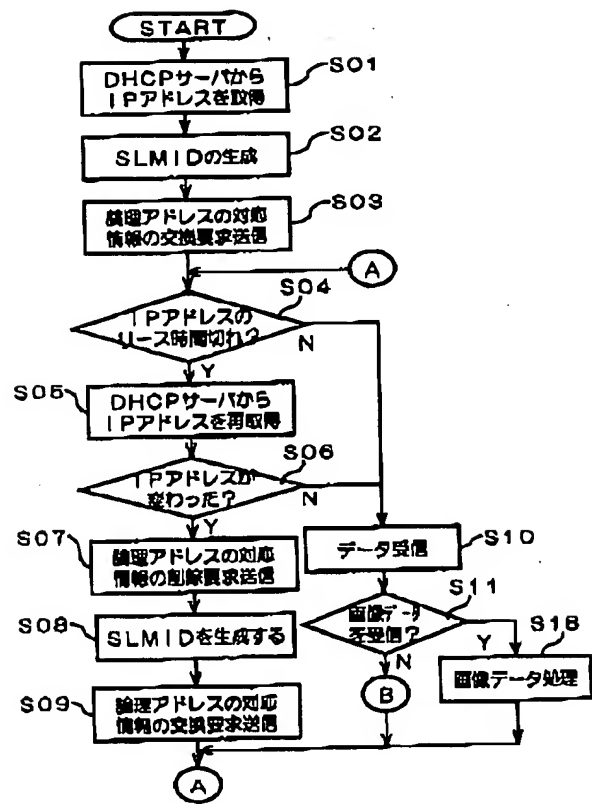 START
DHCPサーバから
IPアドレスを取得
S01
SLMIDの生成
S02
論理アドレスの対応
情報の交換要求送信
S03
A
S04
IPアドレスの
リース時間切れ?
N
Y
S05
DHCPサーバから
IPアドレスを再取得
S06
IPアドレスが
変わった?
N
Y
S07
論理アドレスの対応
情報の削除要求送信
データ受信
S10
S11
画像データ
を受信?
Y
N
S08
SLMIDを生成する
S18
画像データ処理
B
S09
論理アドレスの対応
情報の交換要求送信
A